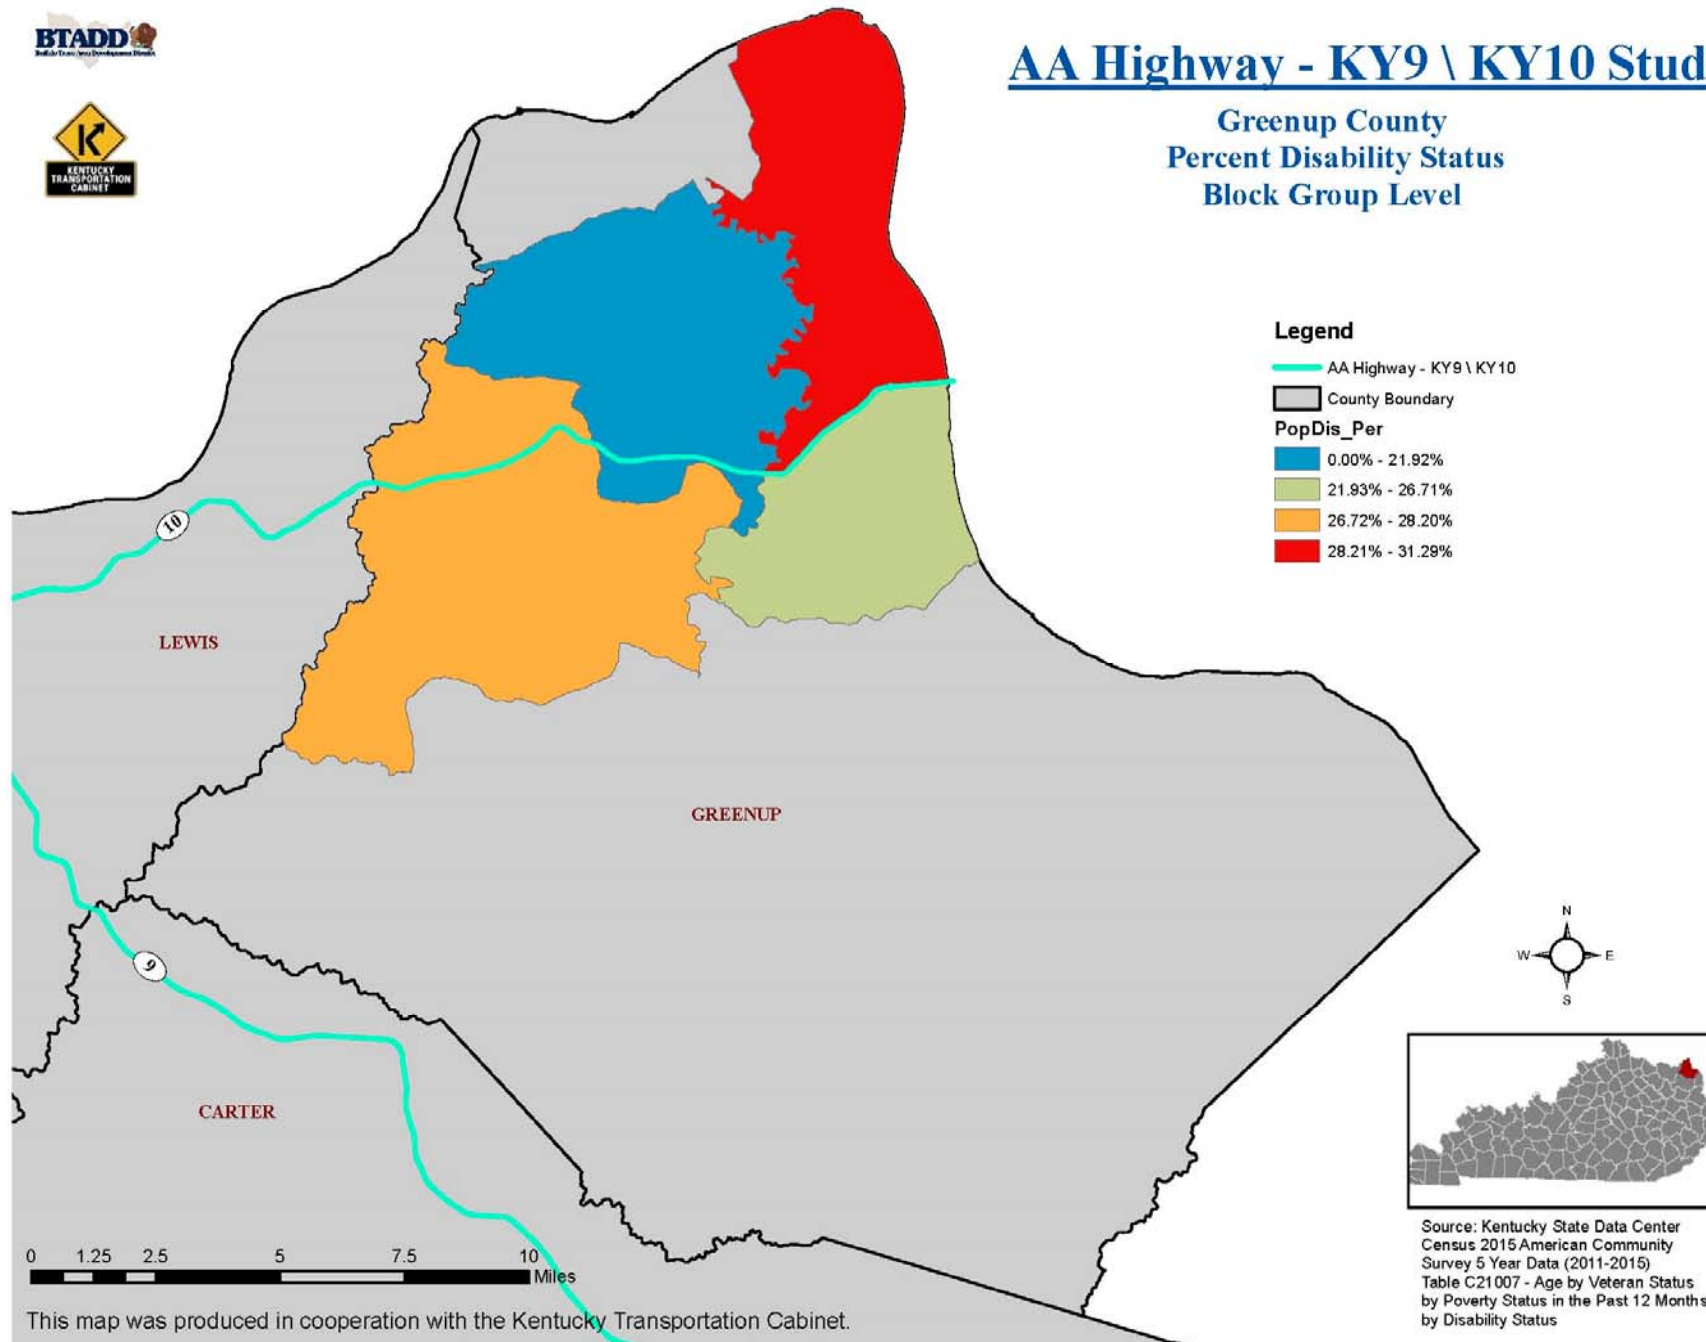 BTADD
Buffalo Trace Area Development District
KENTUCKY
TRANSPORTATION
CABINET
AA Highway - KY9 \ KY10 Stud
Greenup County
Percent Disability Status
Block Group Level
Legend
AA Highway - KY9 \ KY10
County Boundary
PopDis_Per
0.00% - 21.92%
21.93% - 26.71%
26.72% - 28.20%
28.21% - 31.29%
10
LEWIS
GREENUP
9
CARTER
N
W E
S
0 1.25 2.5 5 7.5 10
Miles
This map was produced in cooperation with the Kentucky Transportation Cabinet.
Source: Kentucky State Data Center
Census 2015 American Community
Survey 5 Year Data (2011-2015)
Table C21007 - Age by Veteran Status
by Poverty Status in the Past 12 Months
by Disability Status